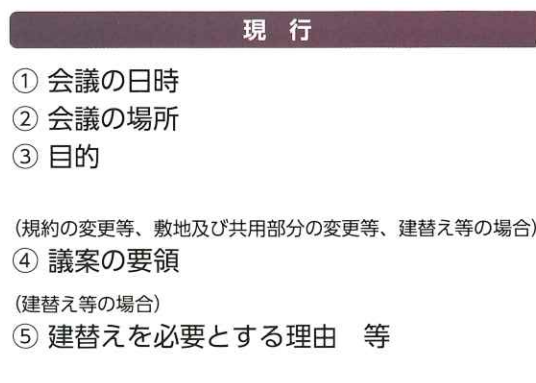 現 行
① 会議の日時
② 会議の場所
③ 目的
(規約の変更等、敷地及び共用部分の変更等、建替え等の場合)
④ 議案の要領
(建替え等の場合)
⑤ 建替えを必要とする理由　等